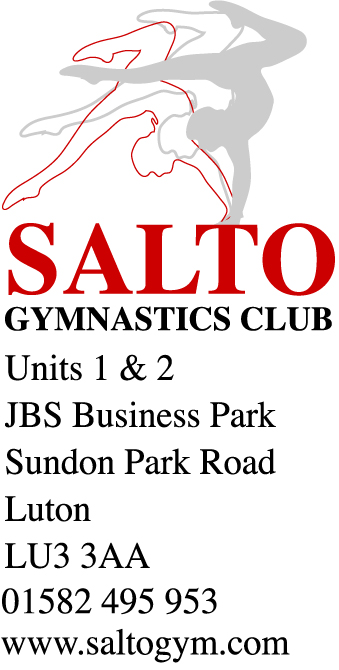 SALTO
GYMNASTICS CLUB
Units 1 & 2
JBS Business Park
Sundon Park Road
Luton
LU3 3AA
01582 495 953
www.saltogym.com